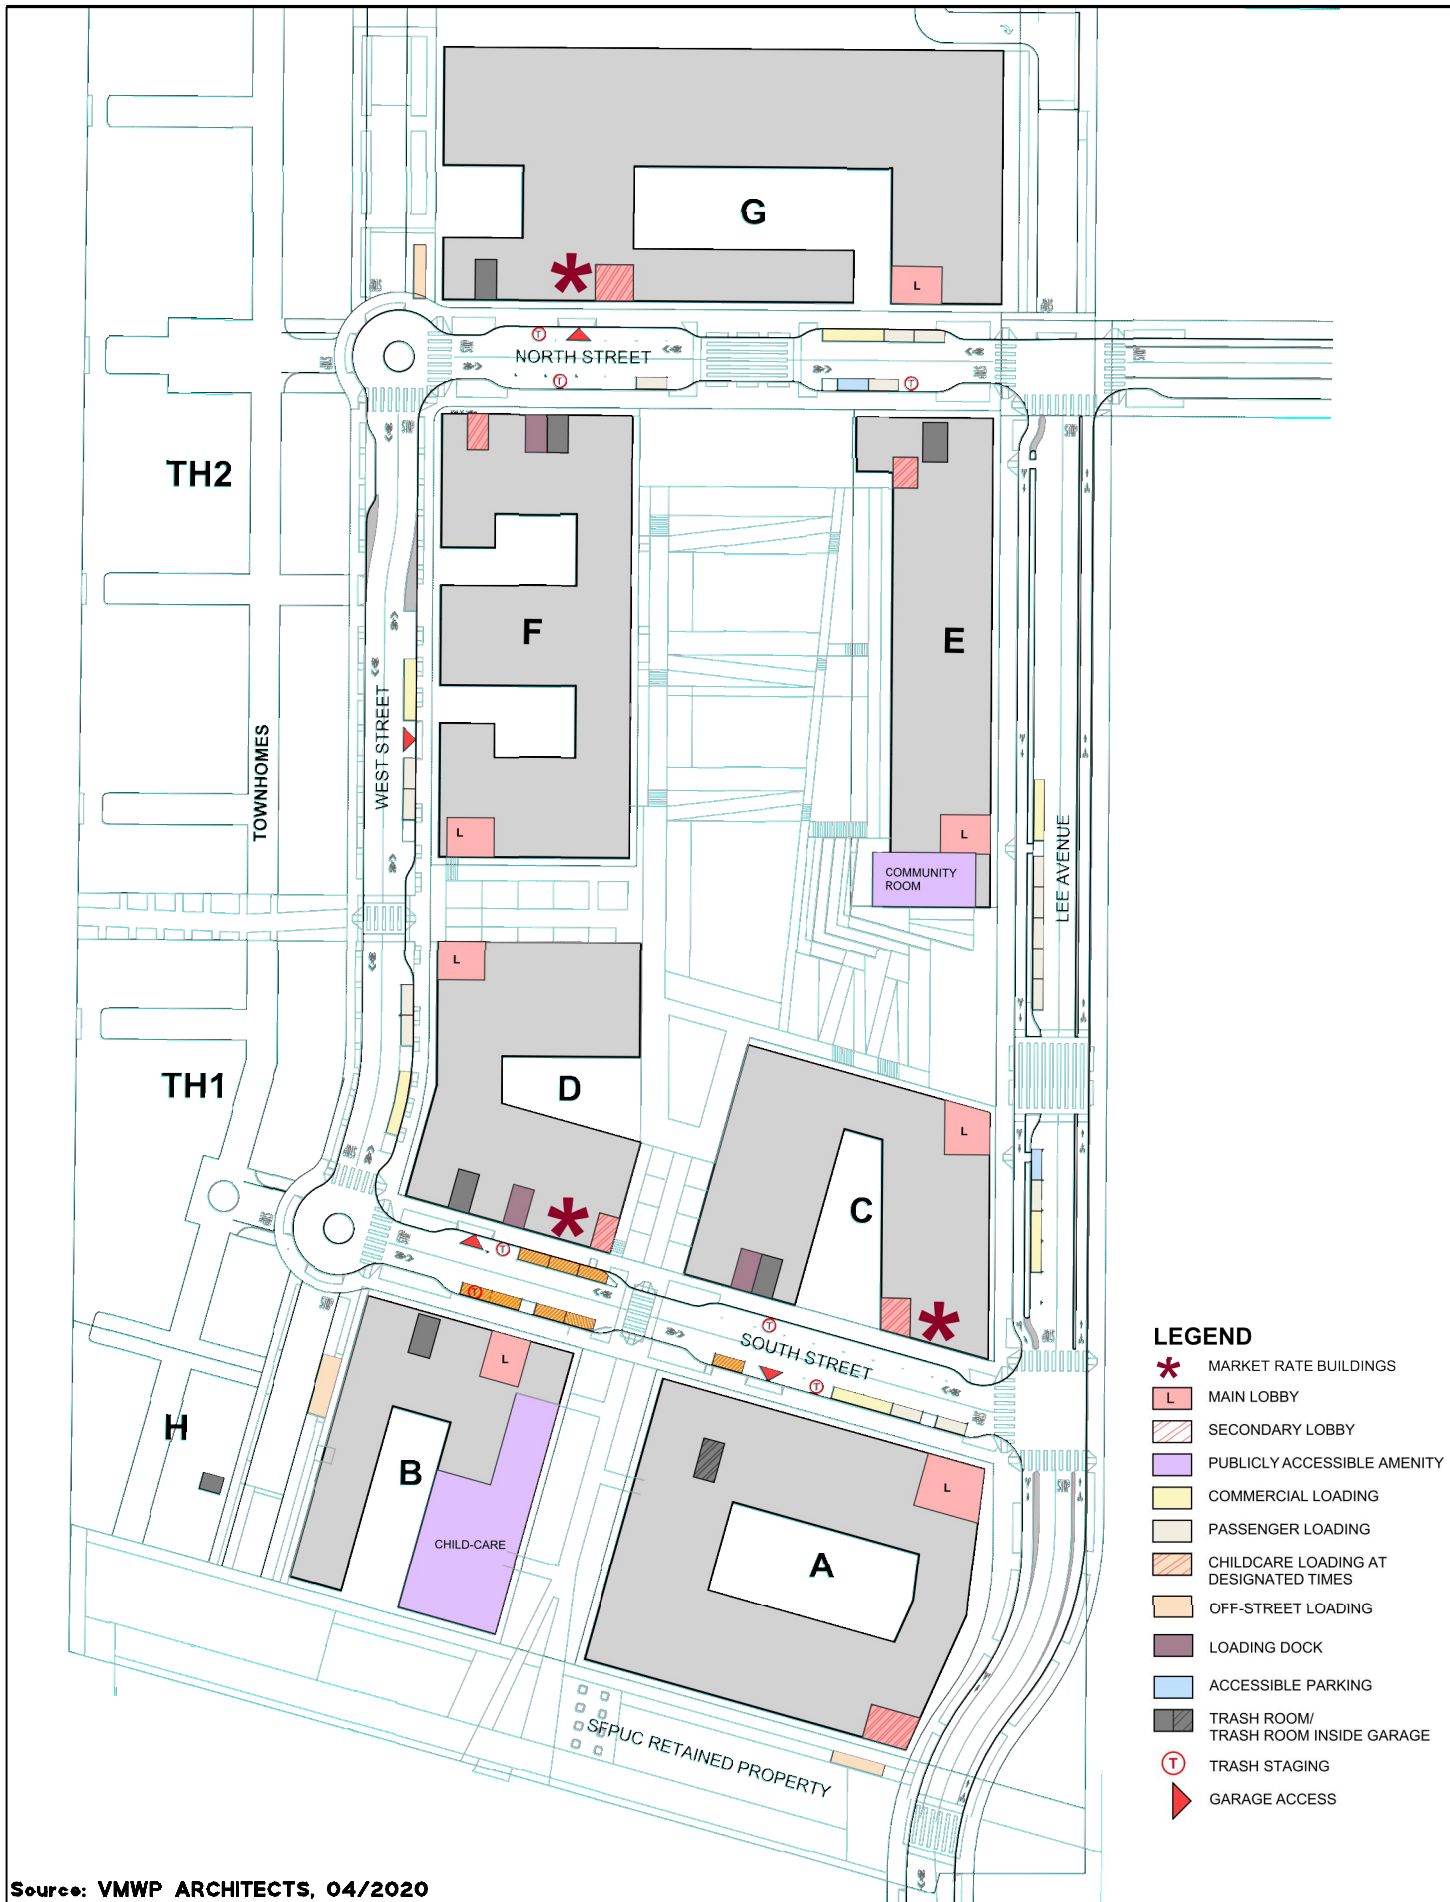 G
L
T
NORTH STREET
T
T
STOP
TH2
F
E
WEST STREET
TOWNHOMES
L
L
COMMUNITY
ROOM
LEE AVENUE
L
D
TH1
L
C
T
T
T
SOUTH STREET
L
T
H
B
L
A
CHILD-CARE
SFPUC RETAINED PROPERTY
LEGEND
MARKET RATE BUILDINGS
L MAIN LOBBY
SECONDARY LOBBY
PUBLICLY ACCESSIBLE AMENITY
COMMERCIAL LOADING
PASSENGER LOADING
CHILDCARE LOADING AT
DESIGNATED TIMES
OFF-STREET LOADING
LOADING DOCK
ACCESSIBLE PARKING
TRASH ROOM/
TRASH ROOM INSIDE GARAGE
T TRASH STAGING
GARAGE ACCESS
Source: VMWP ARCHITECTS, 04/2020